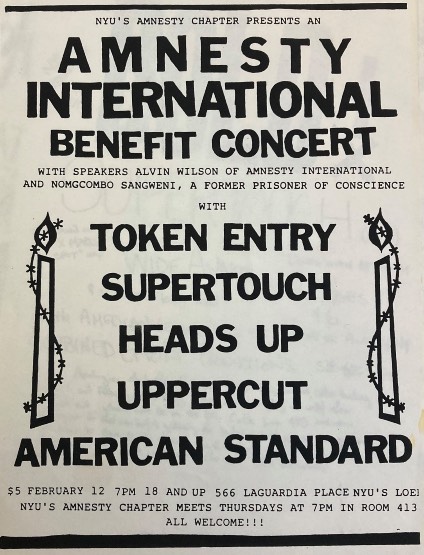 NYU'S AMNESTY CHAPTER PRESENTS AN
AMNESTY
INTERNATIONAL
BENEFIT CONCERT
WITH SPEAKERS ALVIN WILSON OF AMNESTY INTERNATIONAL
AND NOMGCOMBO SANGWENI, A FORMER PRISONER OF CONSCIENCE
WITH
TOKEN ENTRY
SUPERTOUCH
HEADS UP
UPPERCUT
AMERICAN STANDARD
$5 FEBRUARY 12 7PM 18 AND UP 566 LAGUARDIA PLACE NYU'S
NYU'S AMNESTY CHAPTER MEETS THURSDAYS AT 7PM IN ROOM 413
ALL WELCOME!!!